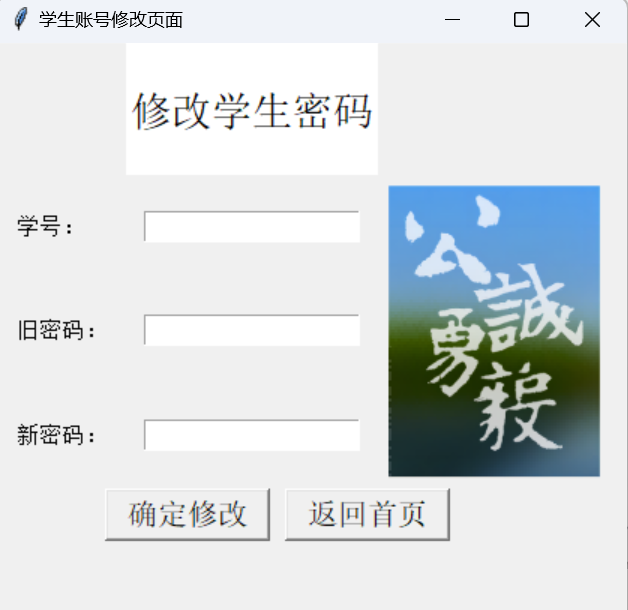 学生账号修改页面
修改学生密码
学号：
旧密码：
新密码：
公誠
勇毅
确定修改
返回首页